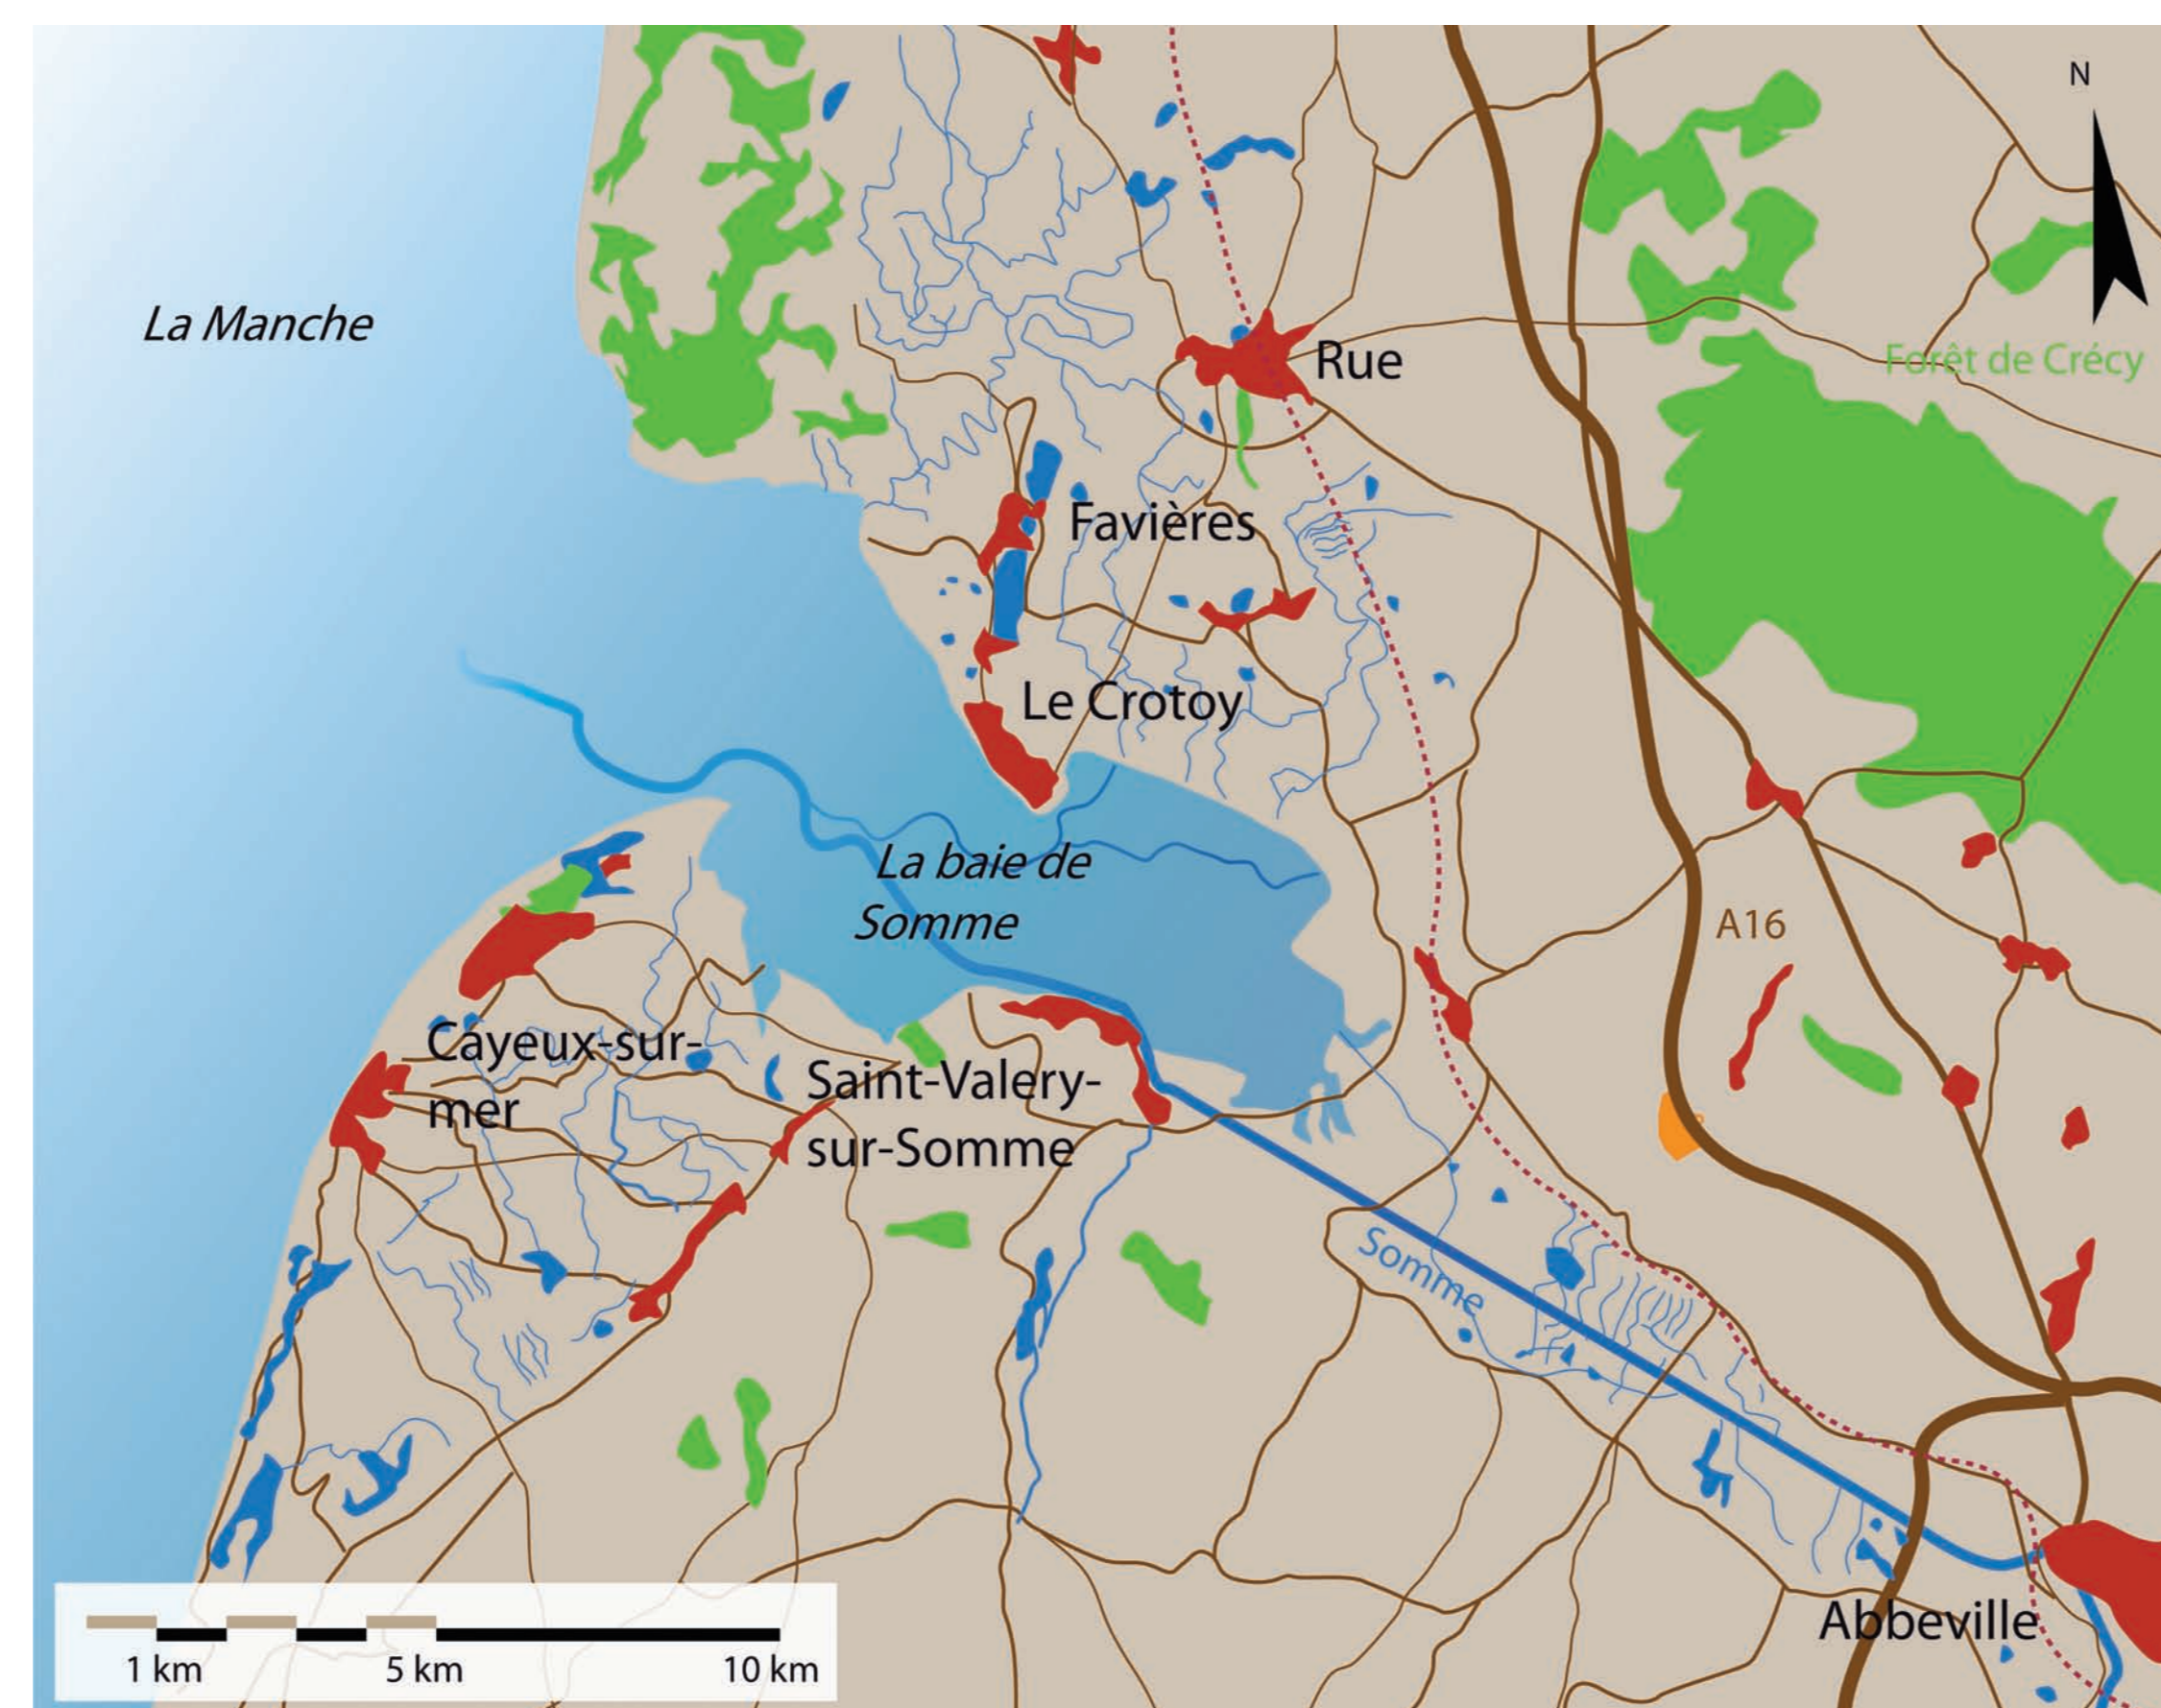 N
La Manche
Rue
Forêt de Crécy
Favières
Le Crotoy
La baie de
Somme
A16
Cayeux-sur-
mer
Saint-Valery-
sur-Somme
Somme
Abbeville
1 km 5 km 10 km